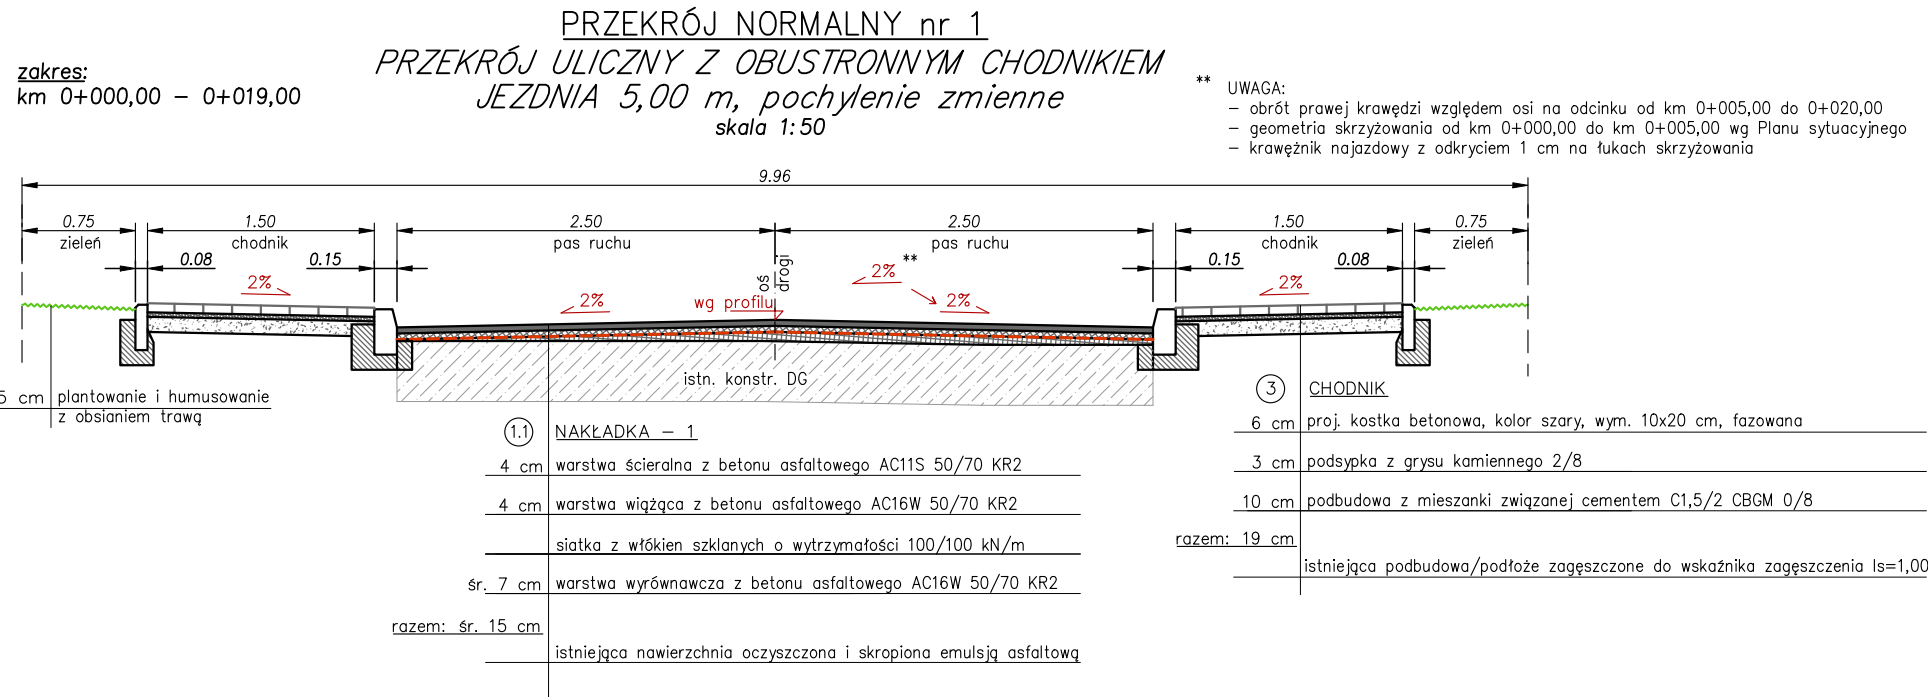 PRZEKRÓJ NORMALNY nr 1
PRZEKRÓJ ULICZNY Z OBUSTRONNYM CHODNIKIEM
JEZDNIA 5,00 m, pochylenie zmienne
skala 1:50
zakres:
km 0+000,00 – 0+019,00
** UWAGA:
– obrót prawej krawędzi względem osi na odcinku od km 0+005,00 do 0+020,00
– geometria skrzyżowania od km 0+000,00 do km 0+005,00 wg Planu sytuacyjnego
– krawężnik najazdowy z odkryciem 1 cm na łukach skrzyżowania
9.96
0.75 1.50 2.50 2.50 1.50 0.75
zieleń chodnik pas ruchu pas ruchu chodnik zieleń
0.08 0.15 0.15 0.08
oś
drogi
2% 2% wg profilu 2% ** 2% 2%
istn. konstr. DG
5 cm plantowanie i humusowanie
z obsianiem trawą
1.1 NAKŁADKA – 1
4 cm warstwa ścieralna z betonu asfaltowego AC11S 50/70 KR2
4 cm warstwa wiążąca z betonu asfaltowego AC16W 50/70 KR2
siatka z włókien szklanych o wytrzymałości 100/100 kN/m
śr. 7 cm warstwa wyrównawcza z betonu asfaltowego AC16W 50/70 KR2
razem: śr. 15 cm
istniejąca nawierzchnia oczyszczona i skropiona emulsją asfaltową
3 CHODNIK
6 cm proj. kostka betonowa, kolor szary, wym. 10x20 cm, fazowana
3 cm podsypka z grysu kamiennego 2/8
10 cm podbudowa z mieszanki związanej cementem C1,5/2 CBGM 0/8
razem: 19 cm
istniejąca podbudowa/podłoże zagęszczone do wskaźnika zagęszczenia Is=1,00